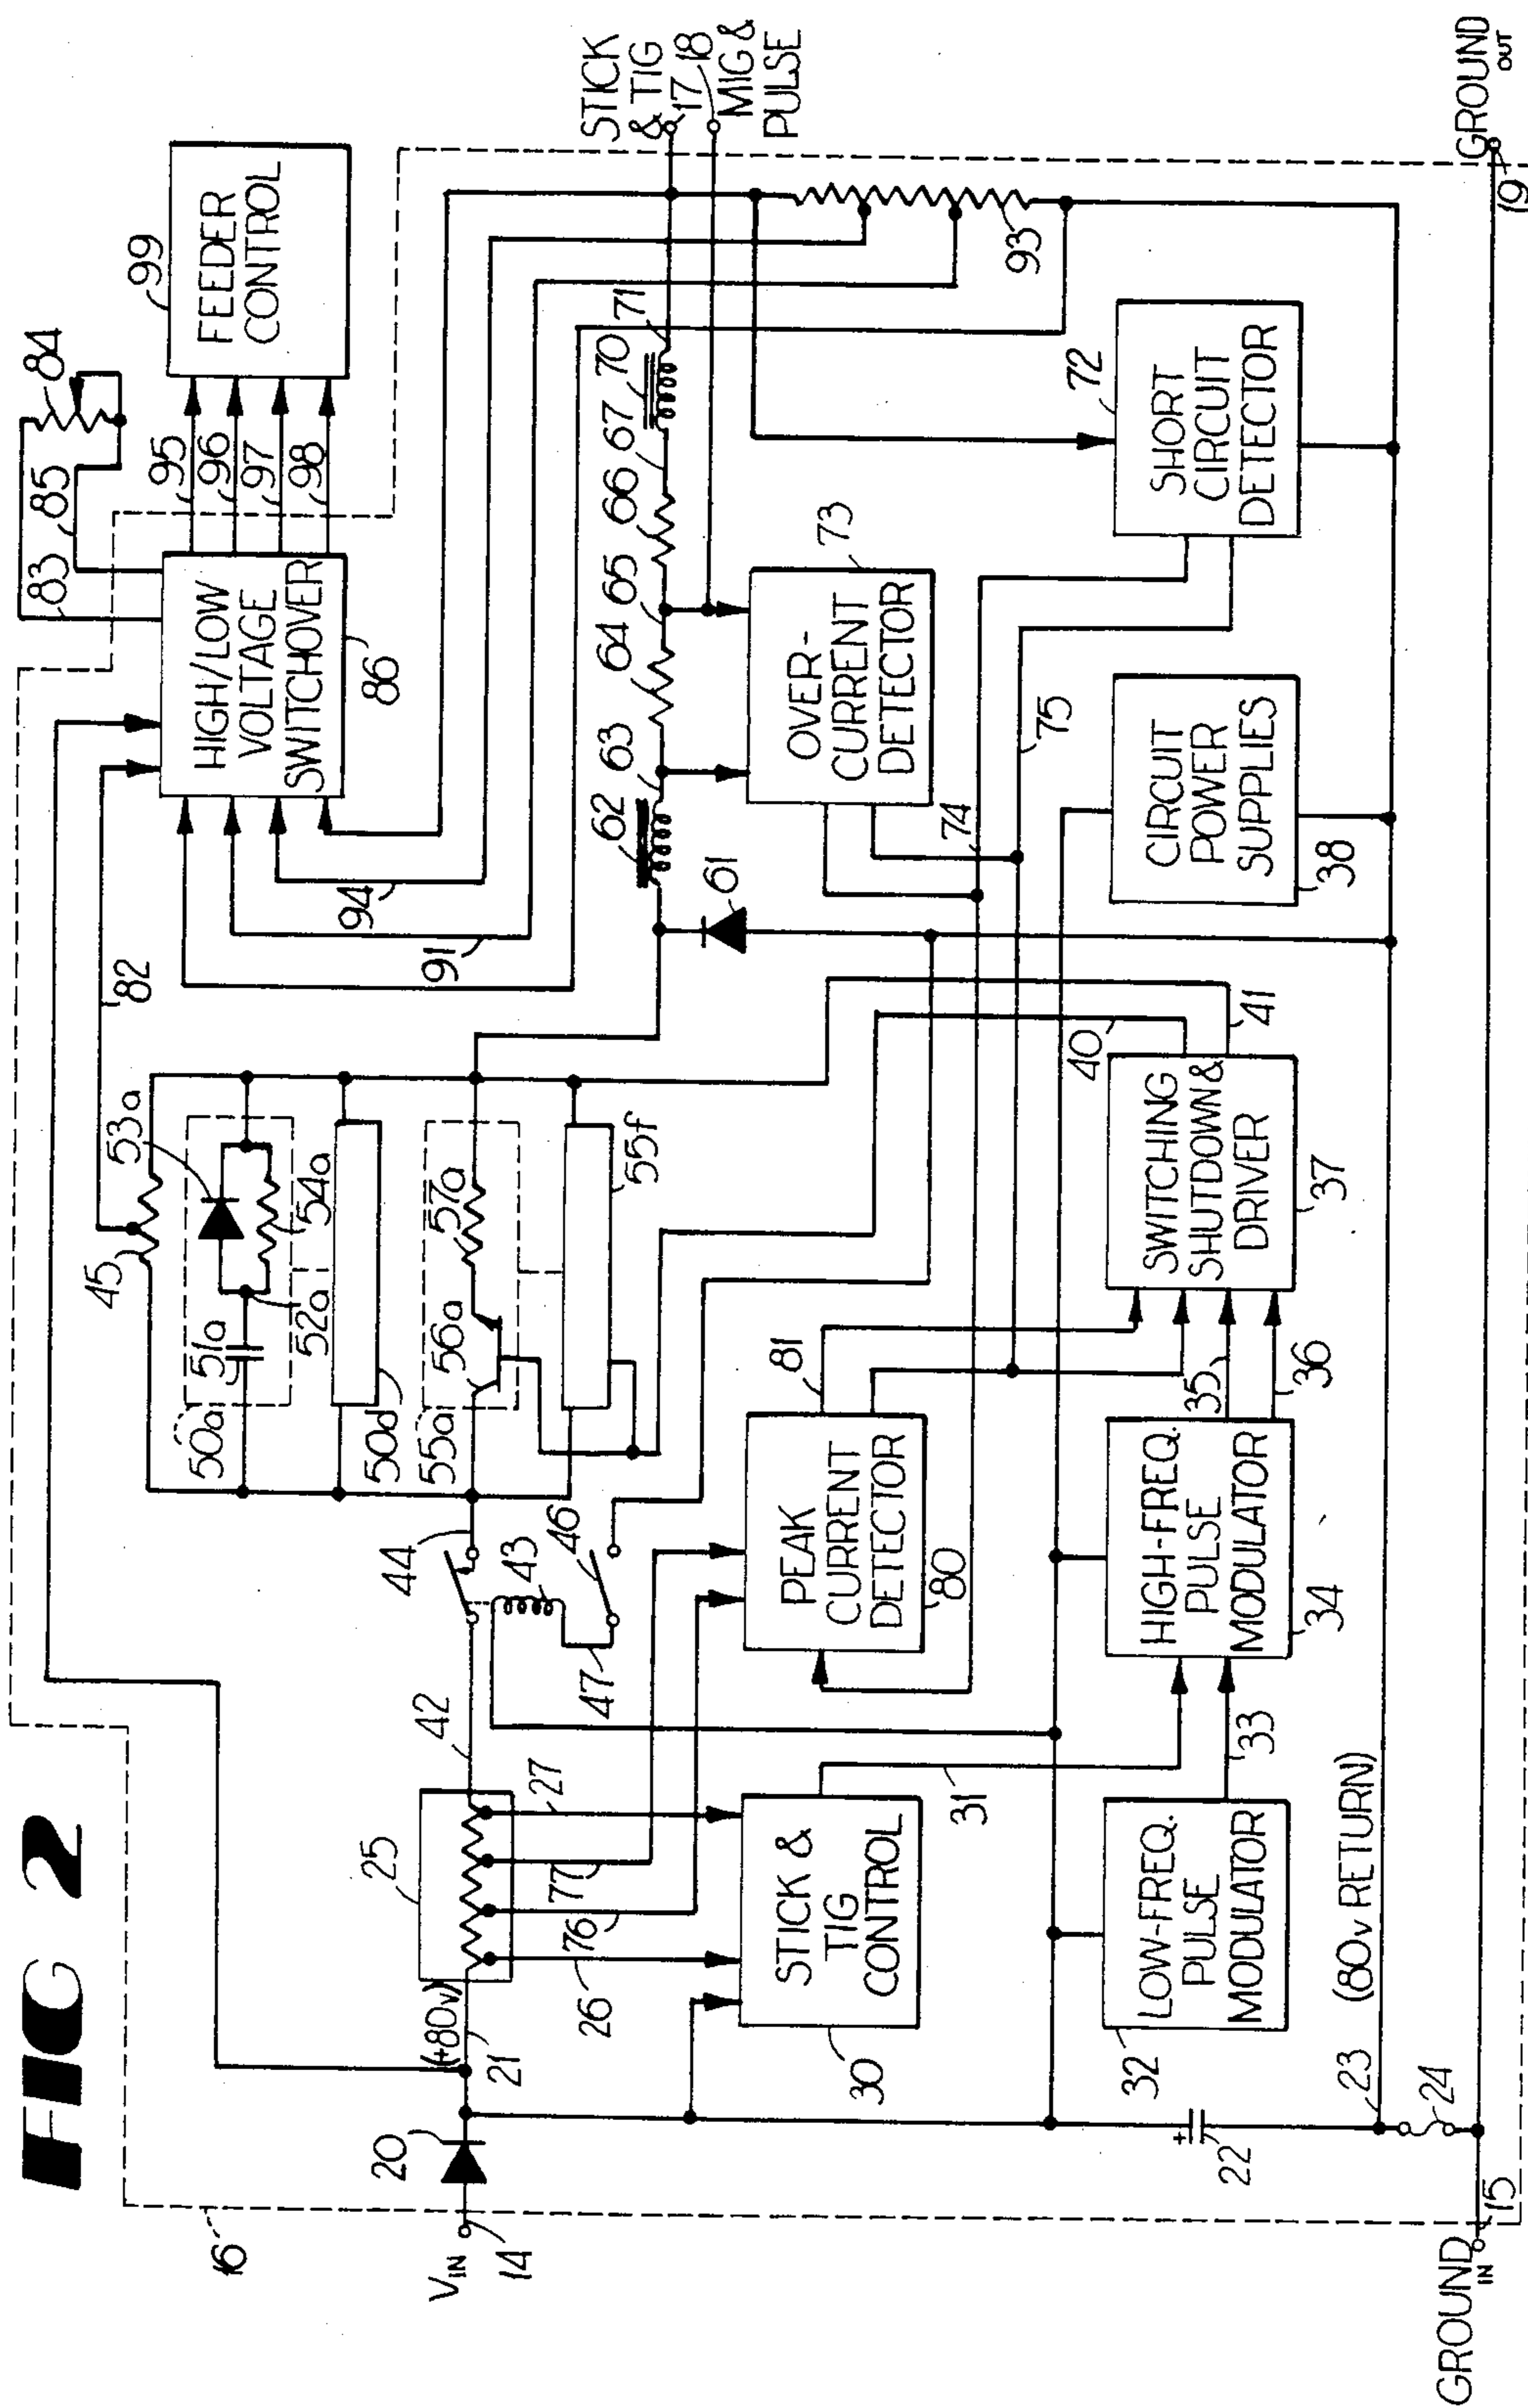 FIG 2
99
FEEDER
CONTROL
84
85
83
95
96
97
98
HIGH/LOW
VOLTAGE
SWITCHOVER
86
82
94
91
STICK
& TIG
17
18
MIG &
PULSE
16
VIN
14
20
(+80v)
21
25
42
26
76
77
27
44
43
46
47
45
53a
50a
51a
52a
54a
50d
55a
56a
57a
55f
61
62
63
64
65
66
67
70
71
93
STICK &
TIG
CONTROL
30
31
PEAK
CURRENT
DETECTOR
80
81
OVER-
CURRENT
DETECTOR
73
74
75
SHORT
CIRCUIT
DETECTOR
72
LOW-FREQ.
PULSE
MODULATOR
32
33
HIGH-FREQ.
PULSE
MODULATOR
34
35
36
SWITCHING
SHUTDOWN &
DRIVER
37
40
41
CIRCUIT
POWER
SUPPLIES
38
22
23
(80v RETURN)
24
GROUND
IN
15
GROUND
OUT
19